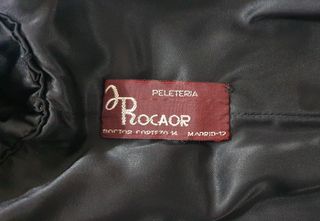 PELETERIA
ROCAOR
DOCTOR CORTEZO 14 MADRID-12